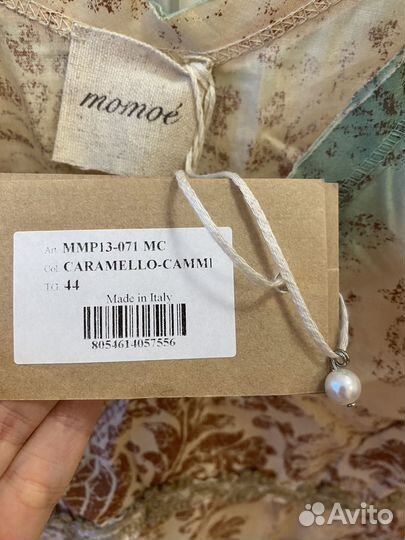 momoé
Art. MMP13-071 MC
Col. CARAMELLO-CAMMI
TG. 44
Made in Italy
8054614057556
Avito